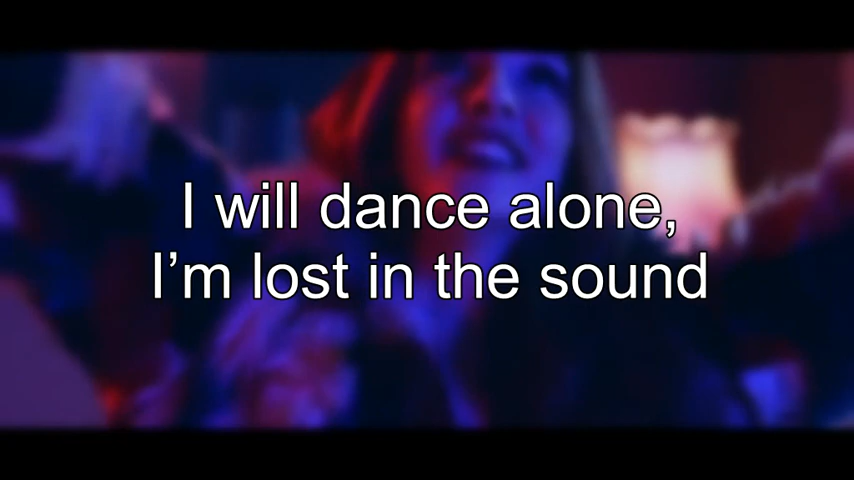 I will dance alone,
I’m lost in the sound